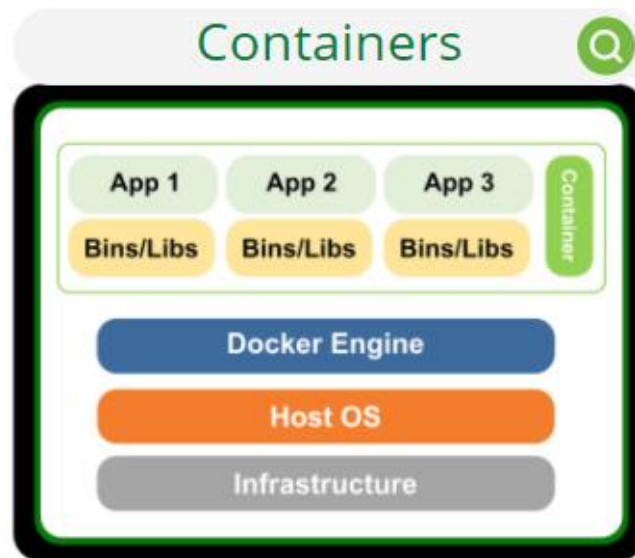 Containers
App 1 App 2 App 3
Bins/Libs Bins/Libs Bins/Libs
Container
Docker Engine
Host OS
Infrastructure